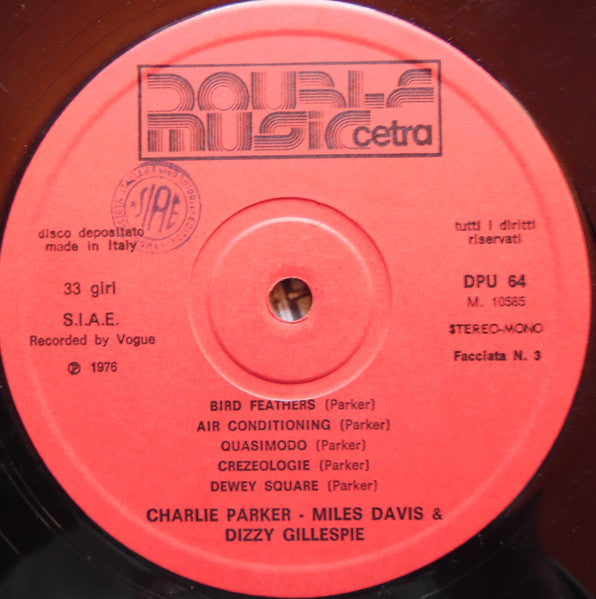 DOUBLE
MUSIC cetra
SIAE
disco depositato
made in Italy
tutti i diritti
riservati
33 giri
DPU 64
M. 10585
S.I.A.E.
Recorded by Vogue
STEREO-MONO
℗ 1976
Facciata N. 3
BIRD FEATHERS (Parker)
AIR CONDITIONING (Parker)
QUASIMODO (Parker)
CREZEOLOGIE (Parker)
DEWEY SQUARE (Parker)
CHARLIE PARKER - MILES DAVIS &
DIZZY GILLESPIE